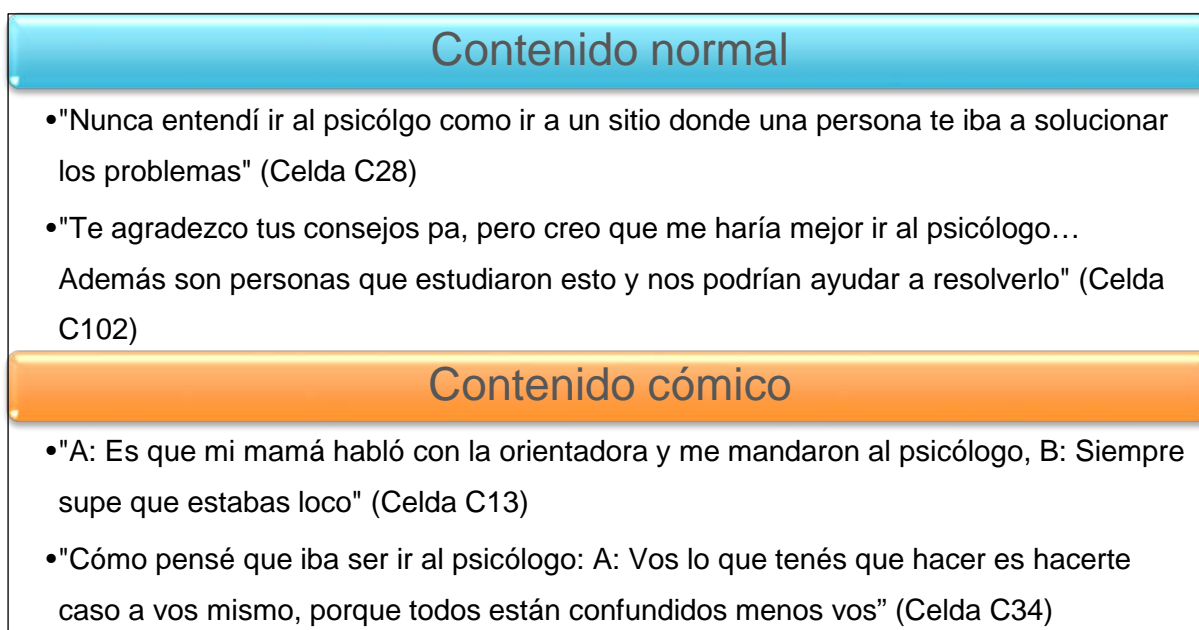 Contenido normal
•"Nunca entendí ir al psicólgo como ir a un sitio donde una persona te iba a solucionar
los problemas" (Celda C28)
•"Te agradezco tus consejos pa, pero creo que me haría mejor ir al psicólogo…
Además son personas que estudiaron esto y nos podrían ayudar a resolverlo" (Celda
C102)
Contenido cómico
•"A: Es que mi mamá habló con la orientadora y me mandaron al psicólogo, B: Siempre
supe que estabas loco" (Celda C13)
•"Cómo pensé que iba ser ir al psicólogo: A: Vos lo que tenés que hacer es hacerte
caso a vos mismo, porque todos están confundidos menos vos” (Celda C34)